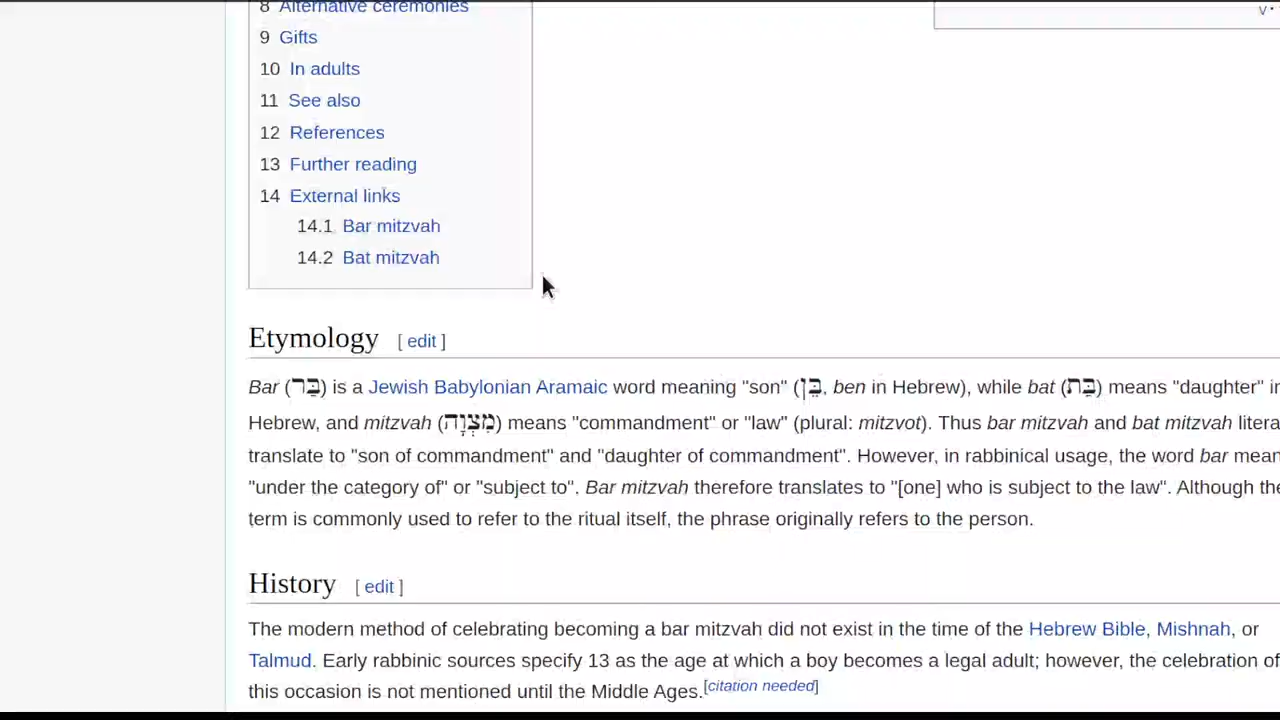 8 Alternative ceremonies
v ·
9 Gifts
10 In adults
11 See also
12 References
13 Further reading
14 External links
14.1 Bar mitzvah
14.2 Bat mitzvah
Etymology [ edit ]
Bar (בַּר) is a Jewish Babylonian Aramaic word meaning "son" (בֵּן, ben in Hebrew), while bat (בַּת) means "daughter" in
Hebrew, and mitzvah (מִצְוָה) means "commandment" or "law" (plural: mitzvot). Thus bar mitzvah and bat mitzvah litera
translate to "son of commandment" and "daughter of commandment". However, in rabbinical usage, the word bar mean
"under the category of" or "subject to". Bar mitzvah therefore translates to "[one] who is subject to the law". Although the
term is commonly used to refer to the ritual itself, the phrase originally refers to the person.
History [ edit ]
The modern method of celebrating becoming a bar mitzvah did not exist in the time of the Hebrew Bible, Mishnah, or
Talmud. Early rabbinic sources specify 13 as the age at which a boy becomes a legal adult; however, the celebration of
this occasion is not mentioned until the Middle Ages.[citation needed]